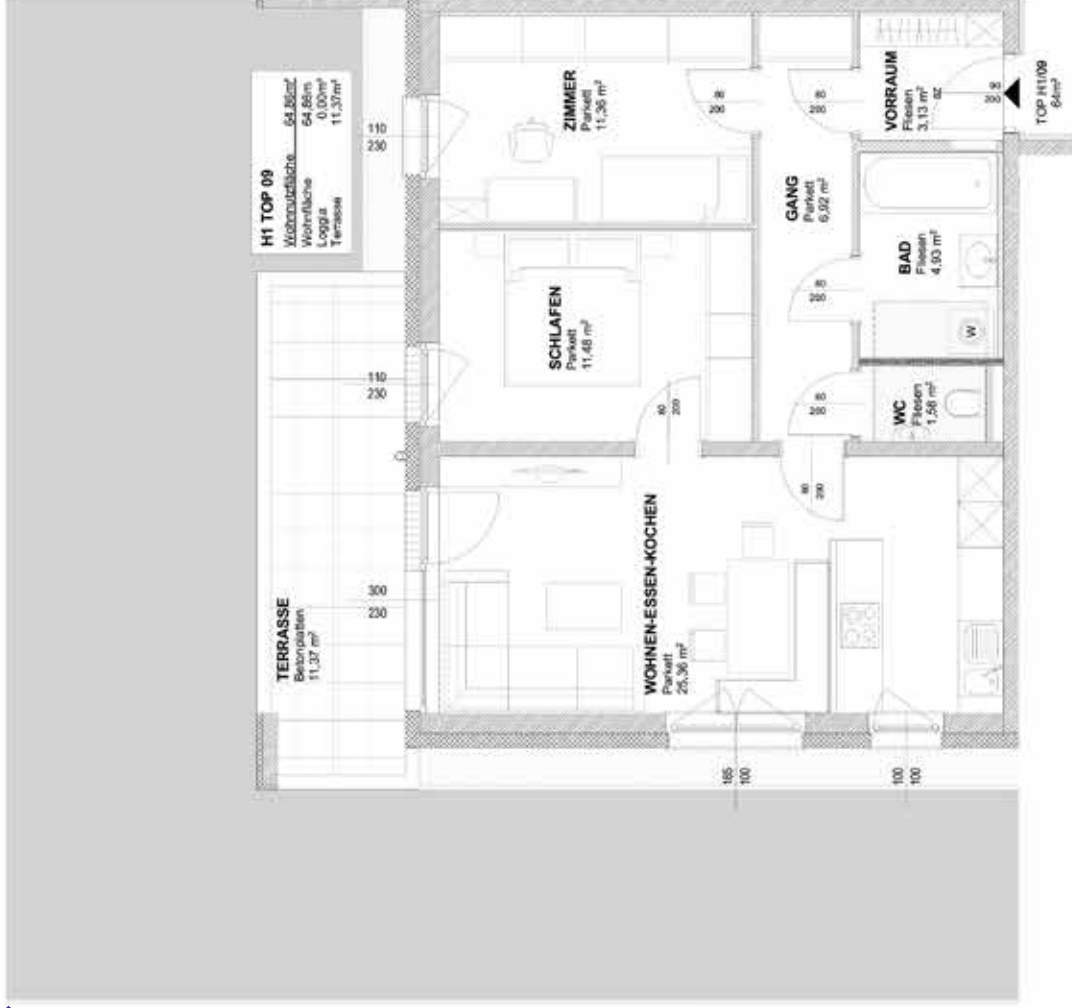 H1 TOP 09
Wohnnutzfläche 64,86m²
Wohnfläche 64,86m
Loggia 0,00m²
Terrasse 11,37m²
110
230
ZIMMER
Parkett
11,36 m²
80
200
80
200
VORRAUM
Fliesen
3,13 m²
az
90
200
TOP H1/09
64m²
GANG
Parkett
6,92 m²
BAD
Fliesen
4,93 m²
W
80
200
110
230
SCHLAFEN
Parkett
11,48 m²
80
200
80
200
WC
Fliesen
1,58 m²
80
200
TERRASSE
Betonplatten
11,37 m²
300
230
WOHNEN-ESSEN-KOCHEN
Parkett
25,36 m²
165
100
100
100